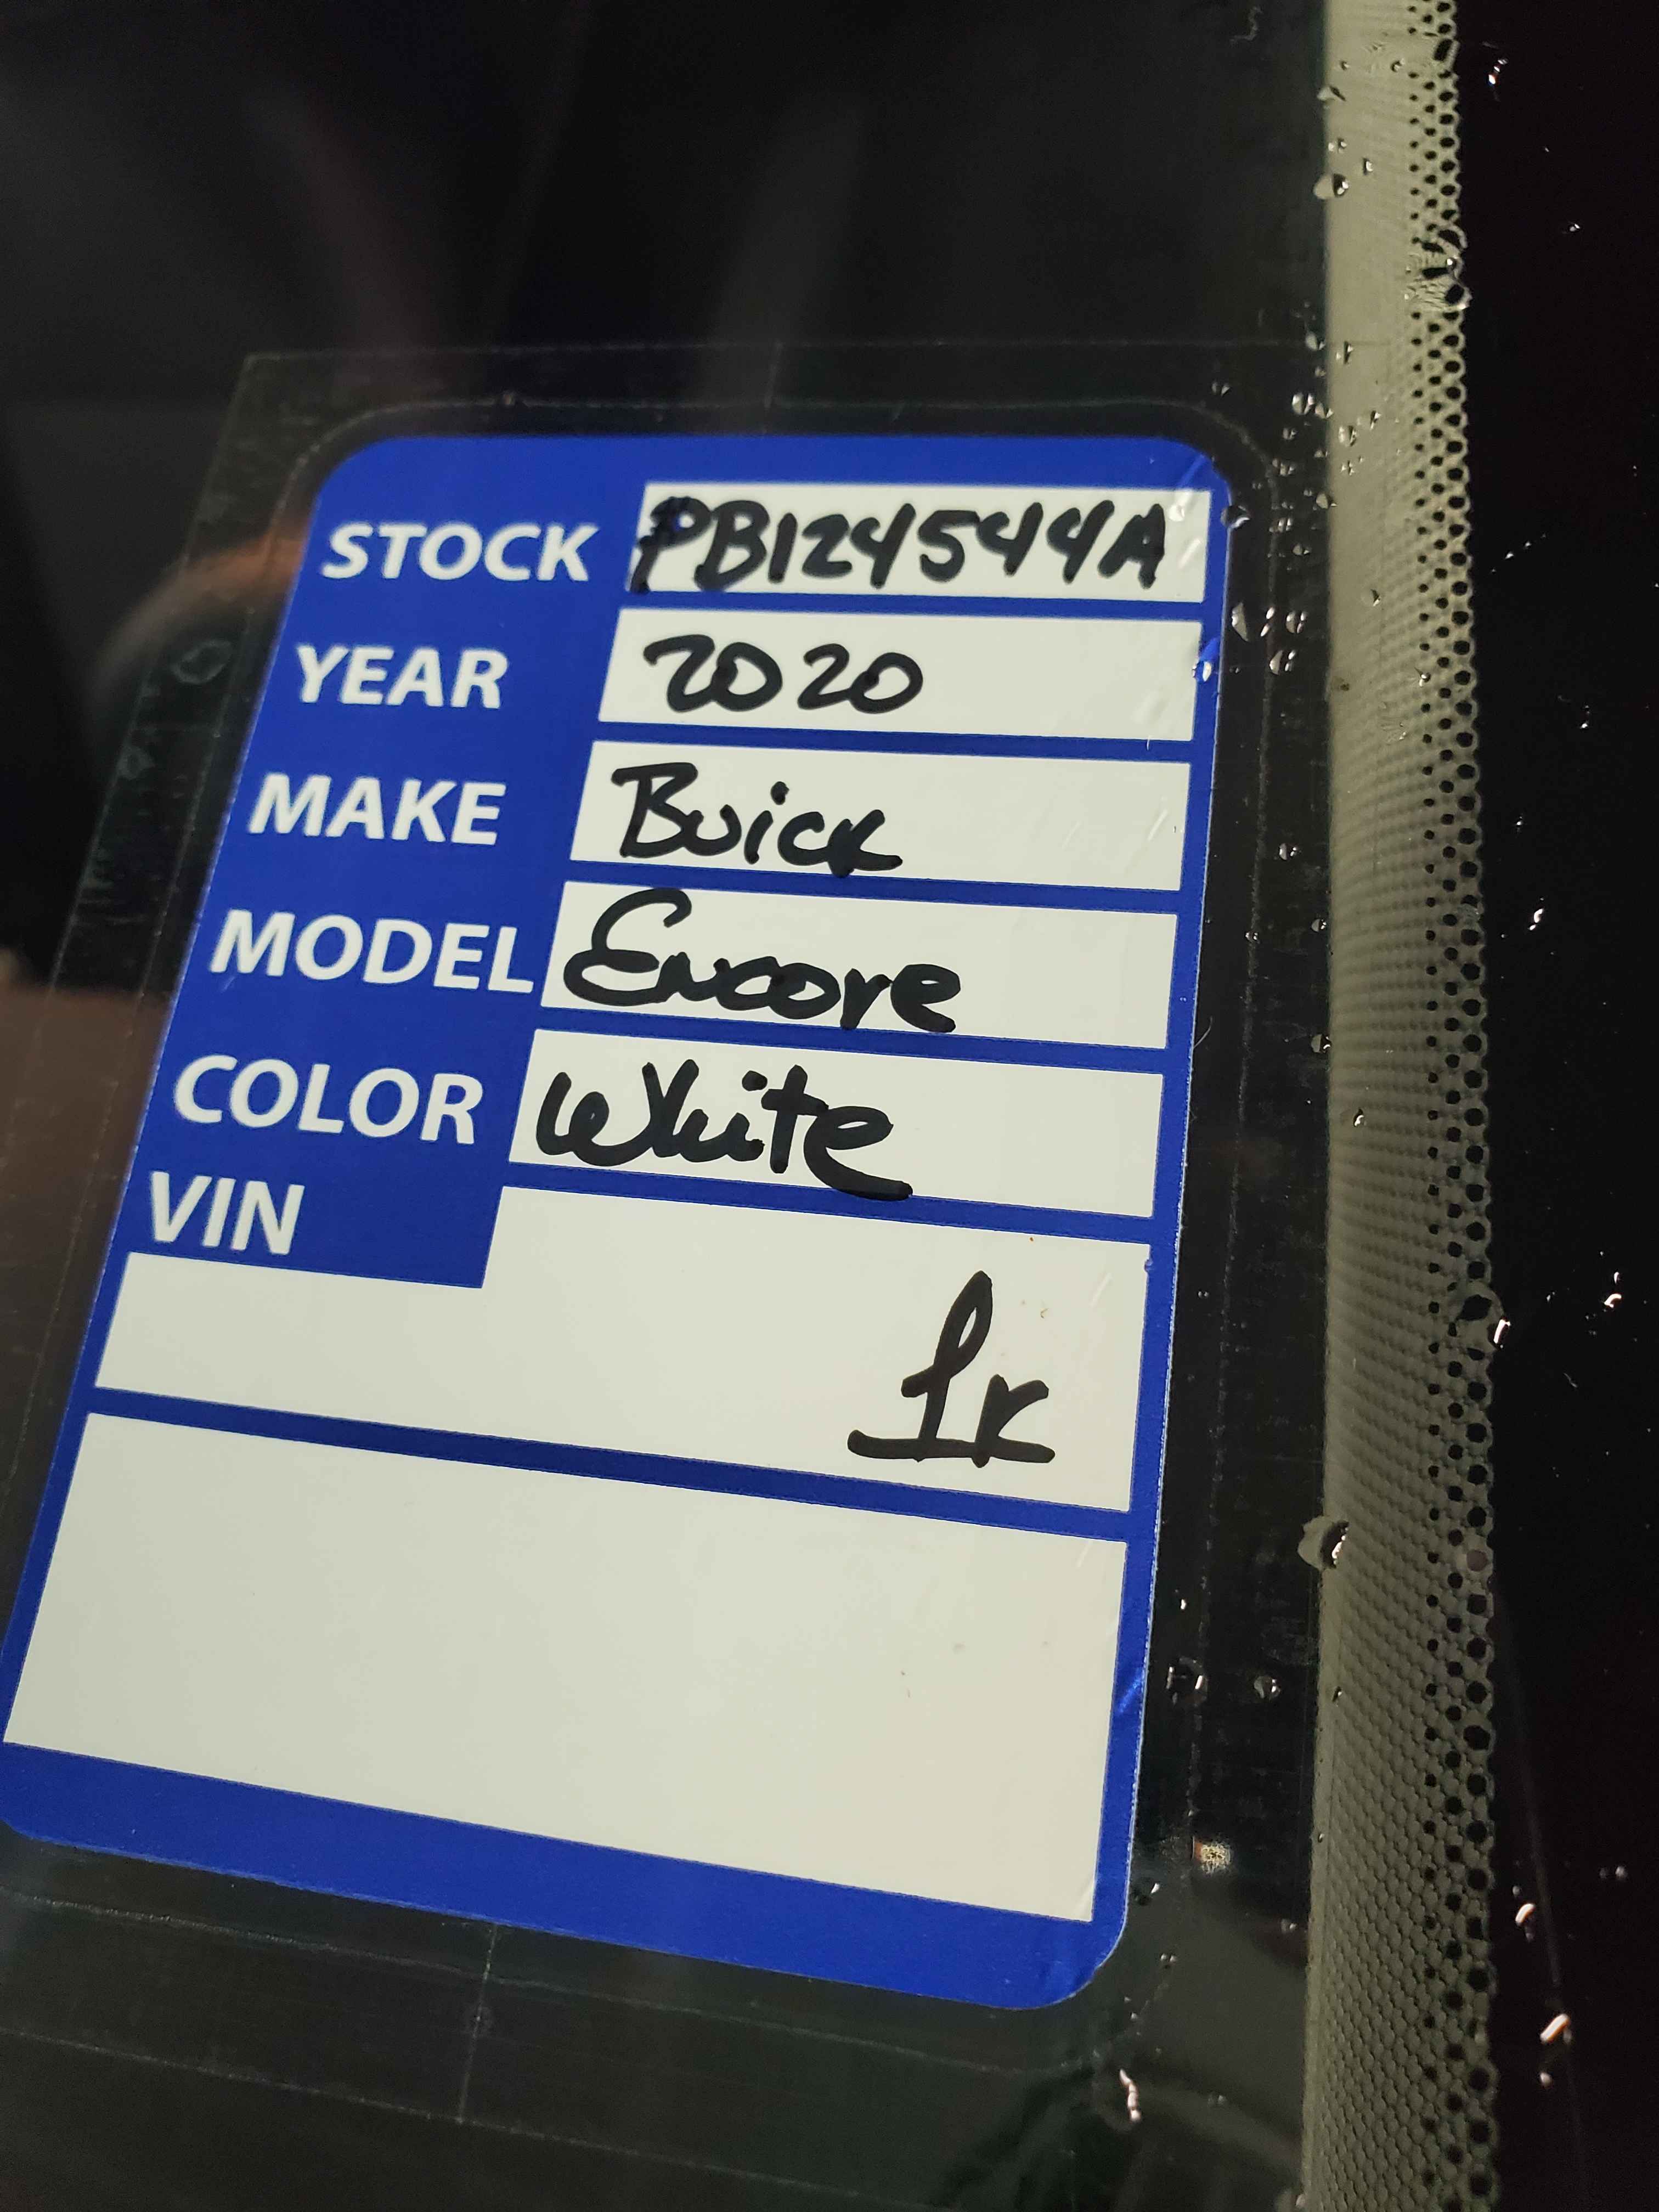 STOCK PB124544A
YEAR 2020
MAKE Buick
MODEL Encore
COLOR White
VIN
1K